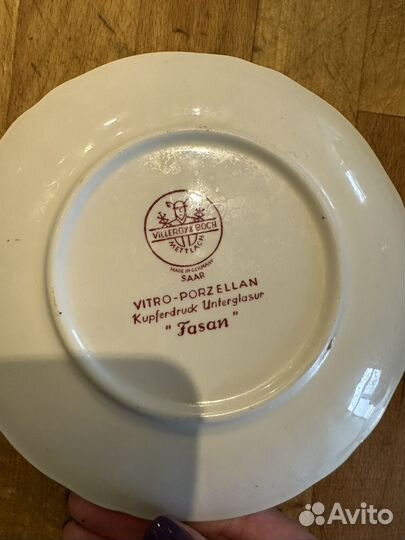 VILLEROY & BOCH
METTLACH
MADE IN GERMANY
SAAR
VITRO-PORZELLAN
Kupferdruck Unterglasur
" Fasan "
Avito